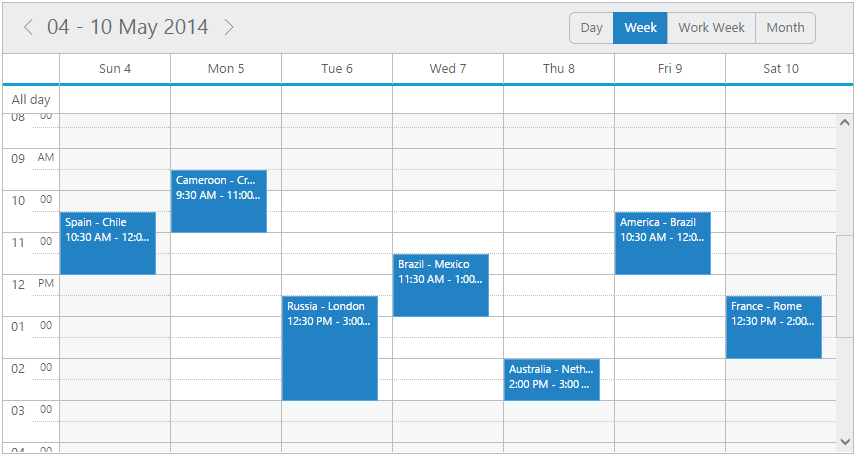 04 - 10 May 2014
Day Week Work Week Month
Sun 4 Mon 5 Tue 6 Wed 7 Thu 8 Fri 9 Sat 10
All day
08 00
09 AM
Cameroon - Cr...
9:30 AM - 11:00...
10 00
Spain - Chile
10:30 AM - 12:0...
America - Brazil
10:30 AM - 12:0...
11 00
Brazil - Mexico
11:30 AM - 1:00...
12 PM
Russia - London
12:30 PM - 3:00...
France - Rome
12:30 PM - 2:00...
01 00
02 00
Australia - Neth...
2:00 PM - 3:00 ...
03 00
04 00